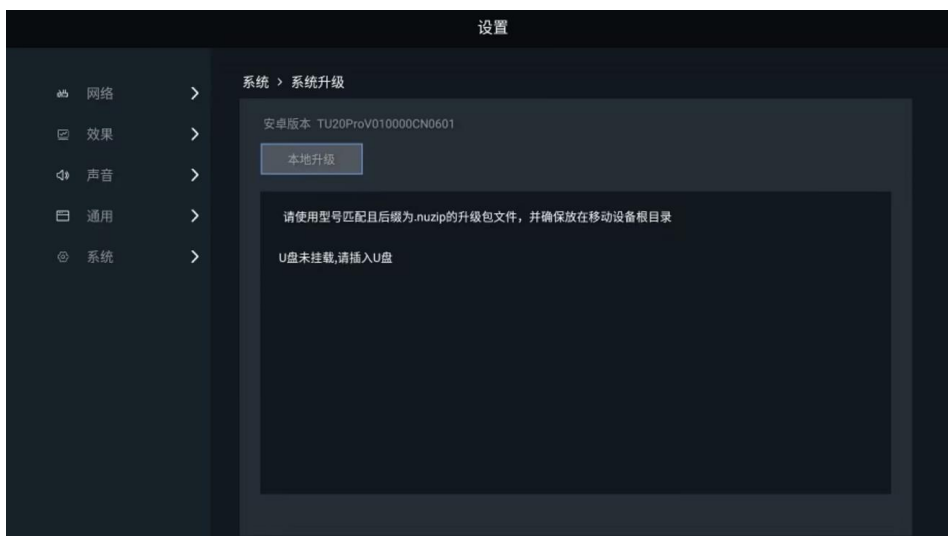 设置
系统 > 系统升级
网络
效果
声音
通用
系统
安卓版本 TU20ProV010000CN0601
本地升级
请使用型号匹配且后缀为.nuzip的升级包文件，并确保放在移动设备根目录
U盘未挂载,请插入U盘